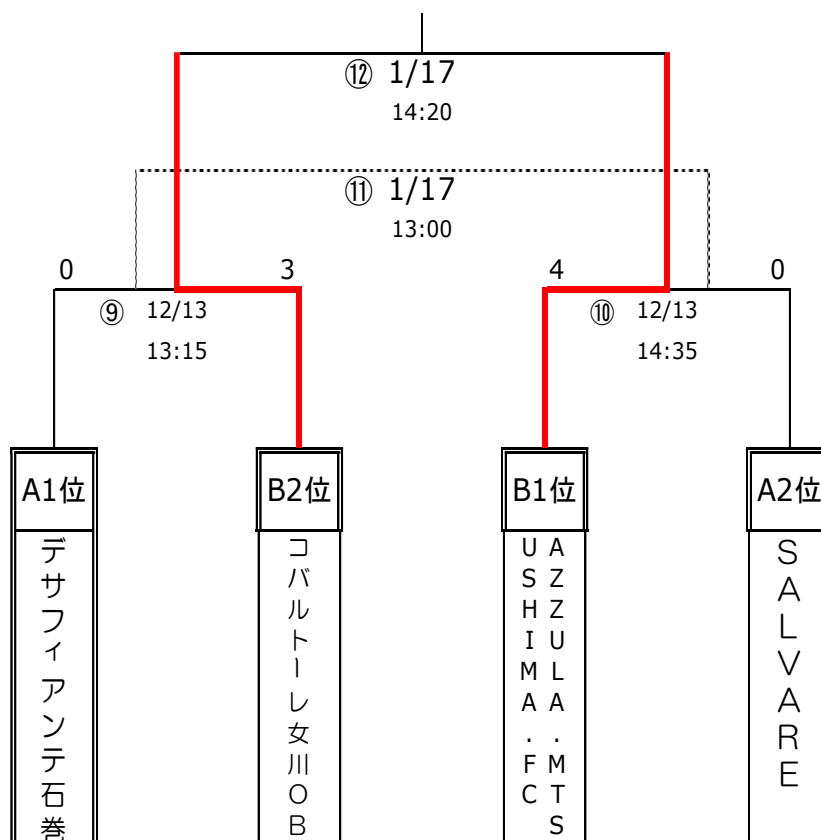 ⑫ 1/17
14:20
⑪ 1/17
13:00
0 3 4 0
⑨ 12/13
13:15
⑩ 12/13
14:35
A1位
B2位
B1位
A2位
デサフィアンテ石巻
コバルトーレ女川OB
AZZULA.MTS
USHIMA.FC
SALVARE